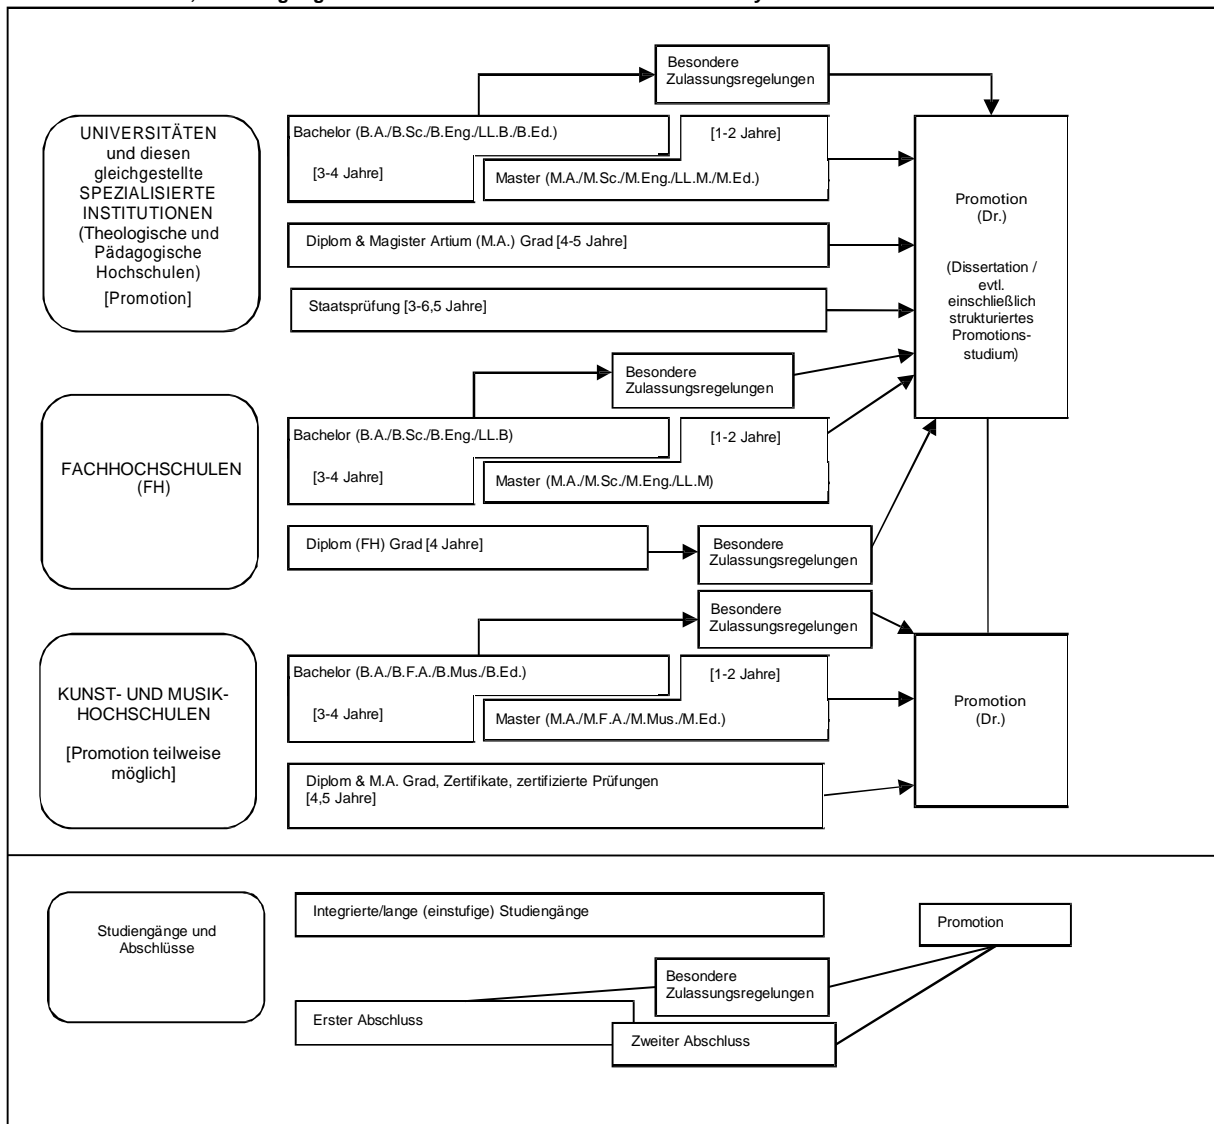 Besondere
Zulassungsregelungen
UNIVERSITÄTEN
und diesen
gleichgestellte
SPEZIALISIERTE
INSTITUTIONEN
(Theologische und
Pädagogische
Hochschulen)
[Promotion]
Bachelor (B.A./B.Sc./B.Eng./LL.B./B.Ed.)
[1-2 Jahre]
[3-4 Jahre]
Master (M.A./M.Sc./M.Eng./LL.M./M.Ed.)
Diplom & Magister Artium (M.A.) Grad [4-5 Jahre]
Staatsprüfung [3-6,5 Jahre]
Promotion
(Dr.)
(Dissertation /
evtl.
einschließlich
strukturiertes
Promotions-
studium)
Besondere
Zulassungsregelungen
FACHHOCHSCHULEN
(FH)
Bachelor (B.A./B.Sc./B.Eng./LL.B)
[1-2 Jahre]
[3-4 Jahre]
Master (M.A./M.Sc./M.Eng./LL.M)
Diplom (FH) Grad [4 Jahre]
Besondere
Zulassungsregelungen
Besondere
Zulassungsregelungen
KUNST- UND MUSIK-
HOCHSCHULEN
[Promotion teilweise
möglich]
Bachelor (B.A./B.F.A./B.Mus./B.Ed.)
[1-2 Jahre]
[3-4 Jahre]
Master (M.A./M.F.A./M.Mus./M.Ed.)
Diplom & M.A. Grad, Zertifikate, zertifizierte Prüfungen
[4,5 Jahre]
Promotion
(Dr.)
Studiengänge und
Abschlüsse
Integrierte/lange (einstufige) Studiengänge
Promotion
Besondere
Zulassungsregelungen
Erster Abschluss
Zweiter Abschluss